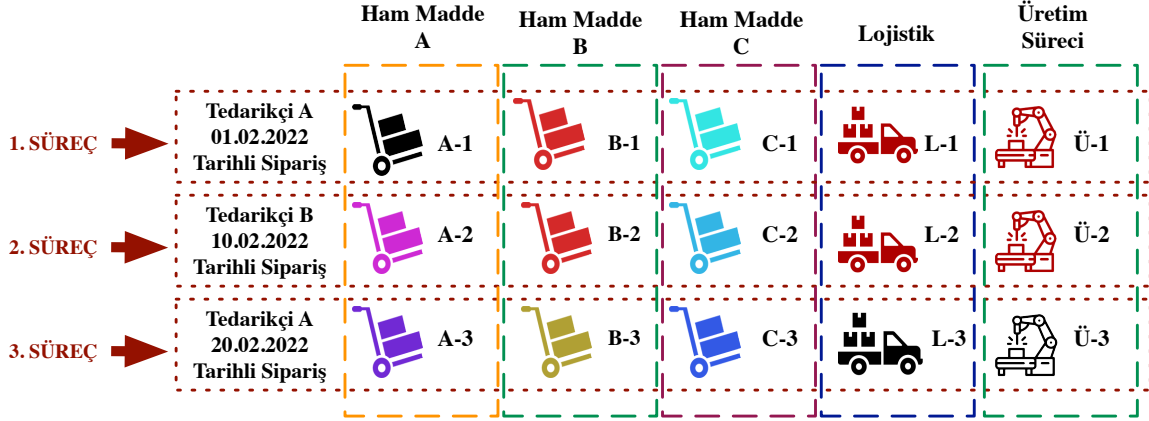 Ham Madde
A
Ham Madde
B
Ham Madde
C
Lojistik
Üretim
Süreci
1. SÜREÇ
Tedarikçi A
01.02.2022
Tarihli Sipariş
A-1
B-1
C-1
L-1
Ü-1
2. SÜREÇ
Tedarikçi B
10.02.2022
Tarihli Sipariş
A-2
B-2
C-2
L-2
Ü-2
3. SÜREÇ
Tedarikçi A
20.02.2022
Tarihli Sipariş
A-3
B-3
C-3
L-3
Ü-3